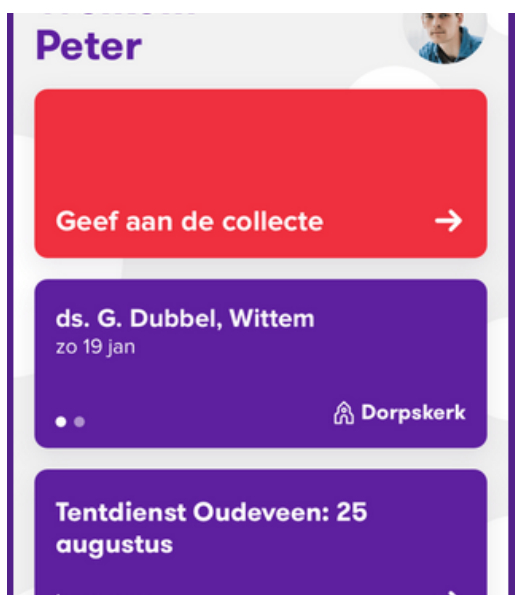 Peter
Geef aan de collecte
ds. G. Dubbel, Wittem
zo 19 jan
Dorpskerk
Tentdienst Oudeveen: 25
augustus